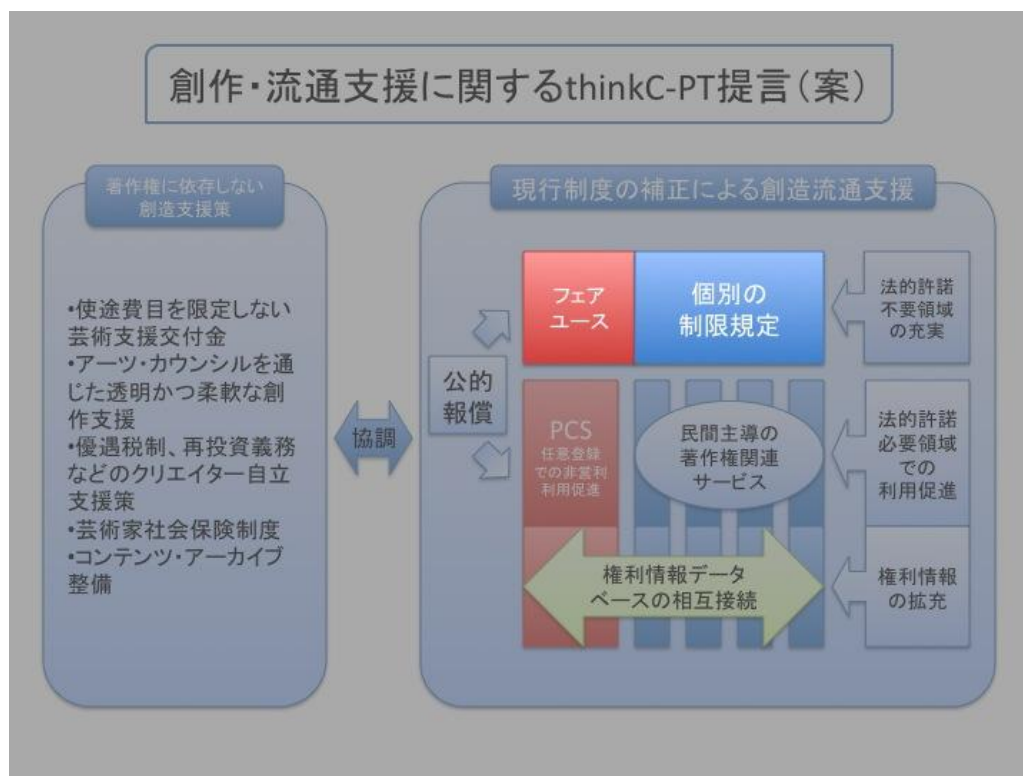 創作・流通支援に関するthinkC-PT提言（案）
著作権に依存しない
創造支援策
・使途費目を限定しない
芸術支援交付金
・アーツ・カウンシルを通
じた透明かつ柔軟な創
作支援
・優遇税制、再投資義務
などのクリエイター自立
支援策
・芸術家社会保険制度
・コンテンツ・アーカイブ
整備
協調
現行制度の補正による創造流通支援
公的
報償
フェア
ユース
個別の
制限規定
法的許諾
不要領域
の充実
PCS
任意登録
での非営利
利用促進
民間主導の
著作権関連
サービス
法的許諾
必要領域
での
利用促進
権利情報データ
ベースの相互接続
権利情報
の拡充